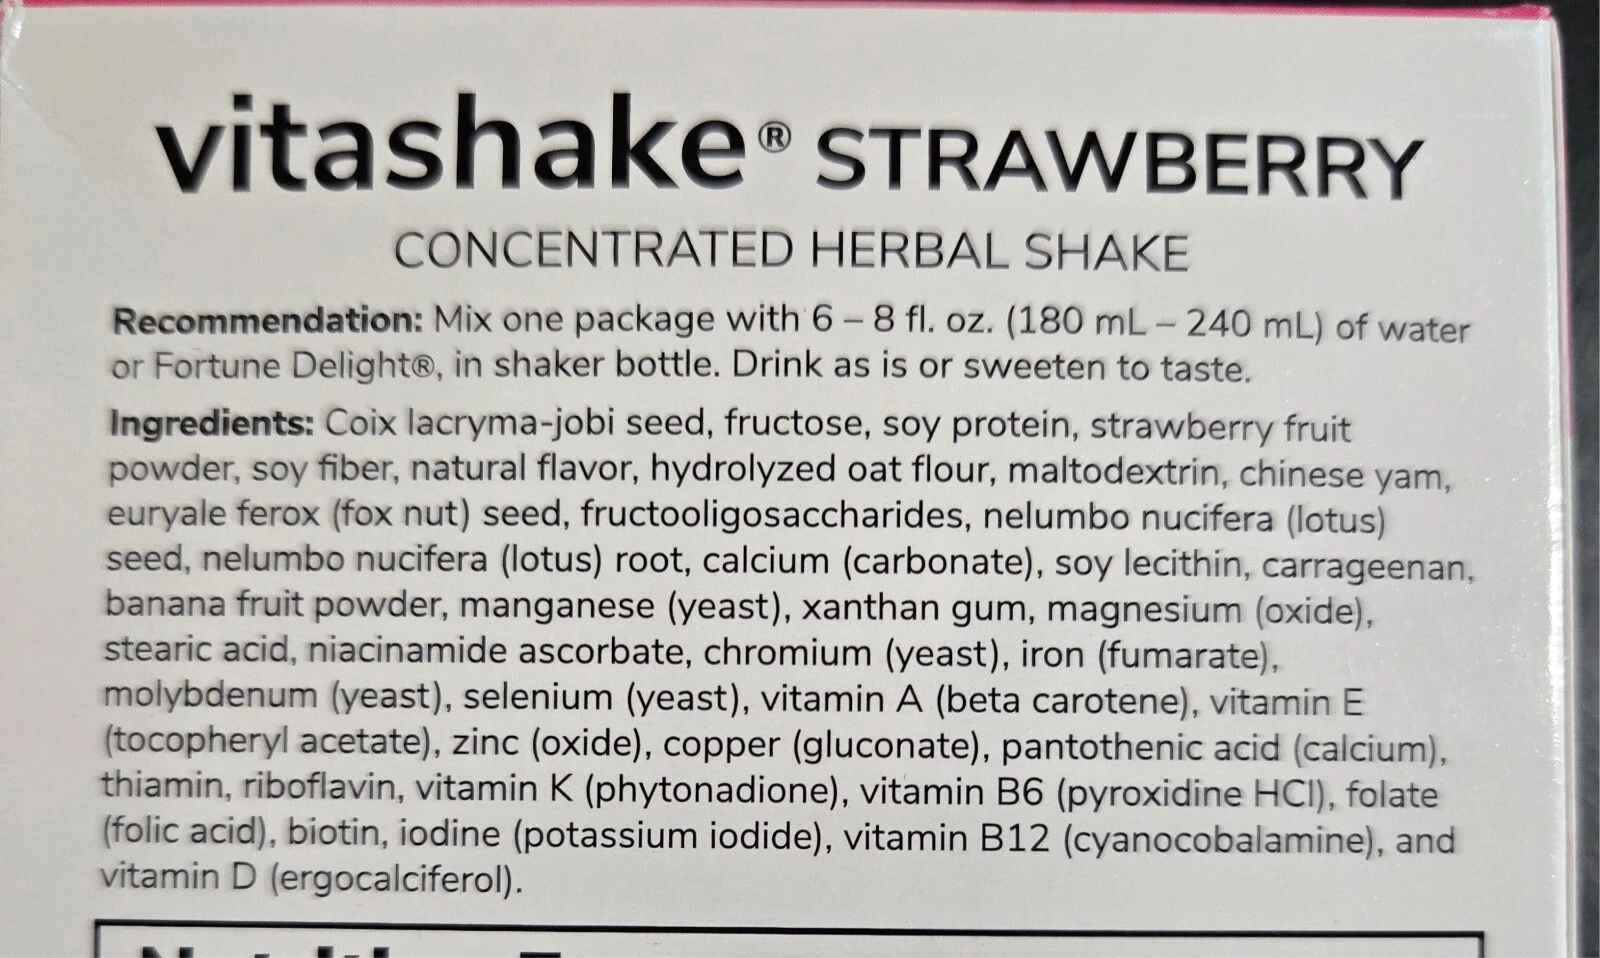 vitashake® STRAWBERRY
CONCENTRATED HERBAL SHAKE
Recommendation: Mix one package with 6 – 8 fl. oz. (180 mL – 240 mL) of water
or Fortune Delight®, in shaker bottle. Drink as is or sweeten to taste.
Ingredients: Coix lacryma-jobi seed, fructose, soy protein, strawberry fruit
powder, soy fiber, natural flavor, hydrolyzed oat flour, maltodextrin, chinese yam,
euryale ferox (fox nut) seed, fructooligosaccharides, nelumbo nucifera (lotus)
seed, nelumbo nucifera (lotus) root, calcium (carbonate), soy lecithin, carrageenan,
banana fruit powder, manganese (yeast), xanthan gum, magnesium (oxide),
stearic acid, niacinamide ascorbate, chromium (yeast), iron (fumarate),
molybdenum (yeast), selenium (yeast), vitamin A (beta carotene), vitamin E
(tocopheryl acetate), zinc (oxide), copper (gluconate), pantothenic acid (calcium),
thiamin, riboflavin, vitamin K (phytonadione), vitamin B6 (pyroxidine HCl), folate
(folic acid), biotin, iodine (potassium iodide), vitamin B12 (cyanocobalamine), and
vitamin D (ergocalciferol).